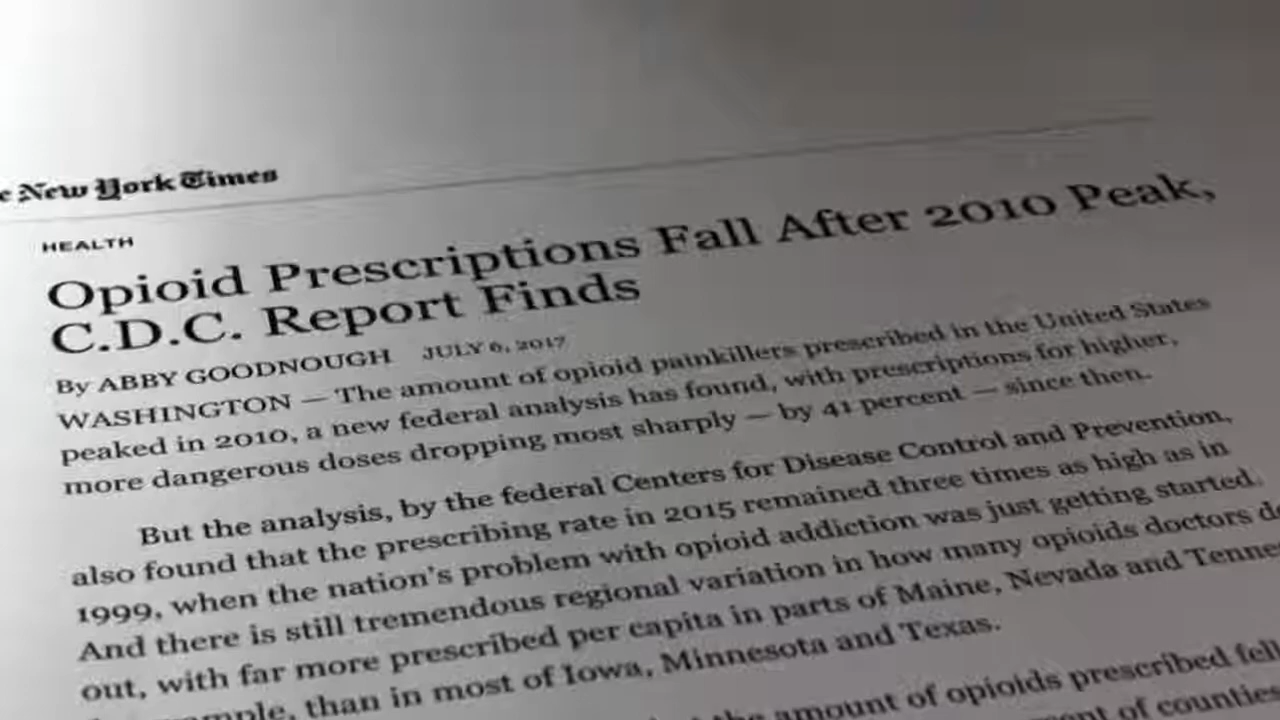 New York Times
HEALTH
Opioid Prescriptions Fall After 2010 Peak,
C.D.C. Report Finds
By ABBY GOODNOUGH JULY 6, 2017
WASHINGTON — The amount of opioid painkillers prescribed in the United States
peaked in 2010, a new federal analysis has found, with prescriptions for higher,
more dangerous doses dropping most sharply — by 41 percent — since then.
But the analysis, by the federal Centers for Disease Control and Prevention,
also found that the prescribing rate in 2015 remained three times as high as in
1999, when the nation's problem with opioid addiction was just getting started.
And there is still tremendous regional variation in how many opioids doctors
out, with far more prescribed per capita in parts of Maine, Nevada and
than in most of Iowa, Minnesota and Texas.
the amount of opioids prescribed fell
of counties